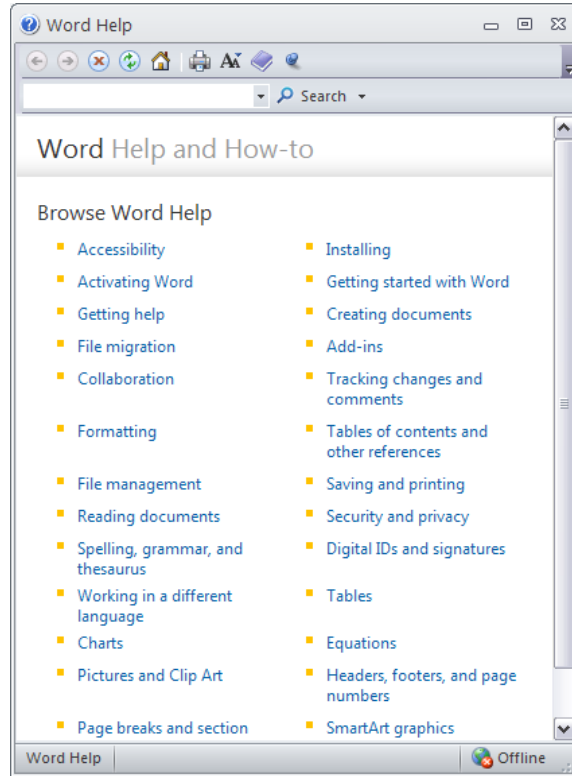 Word Help
Search
Word Help and How-to
Browse Word Help
Accessibility
Installing
Activating Word
Getting started with Word
Getting help
Creating documents
File migration
Add-ins
Collaboration
Tracking changes and
comments
Formatting
Tables of contents and
other references
File management
Saving and printing
Reading documents
Security and privacy
Spelling, grammar, and
thesaurus
Digital IDs and signatures
Working in a different
language
Tables
Charts
Equations
Pictures and Clip Art
Headers, footers, and page
numbers
Page breaks and section
SmartArt graphics
Word Help
Offline